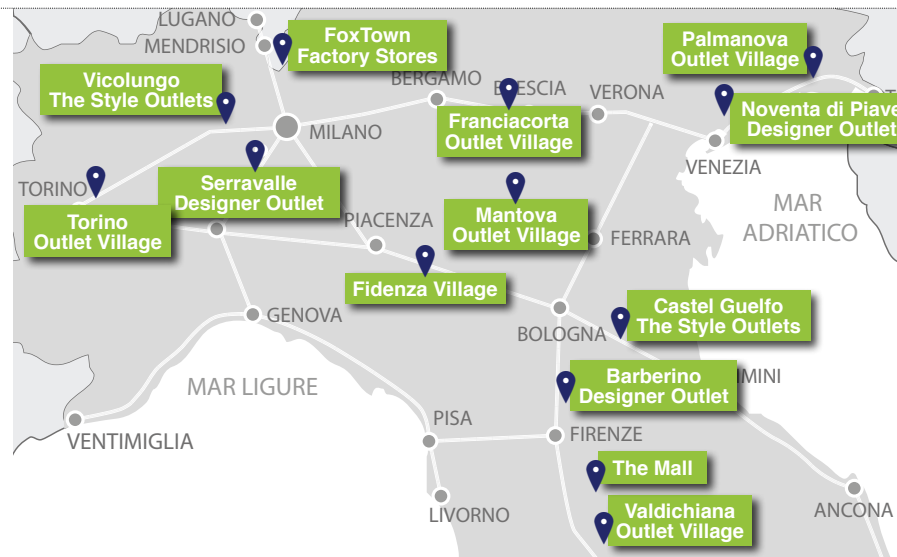 LUGANO
MENDRISIO
FoxTown
Factory Stores
Palmanova
Outlet Village
Vicolungo
The Style Outlets
BERGAMO
BRESCIA
VERONA
Noventa di Piave
Designer Outlet
MILANO
Franciacorta
Outlet Village
VENEZIA
TORINO
Serravalle
Designer Outlet
Torino
Outlet Village
PIACENZA
Mantova
Outlet Village
FERRARA
MAR
ADRIATICO
Fidenza Village
GENOVA
BOLOGNA
Castel Guelfo
The Style Outlets
MAR LIGURE
Barberino
Designer Outlet
IMINI
PISA
FIRENZE
VENTIMIGLIA
The Mall
LIVORNO
Valdichiana
Outlet Village
ANCONA